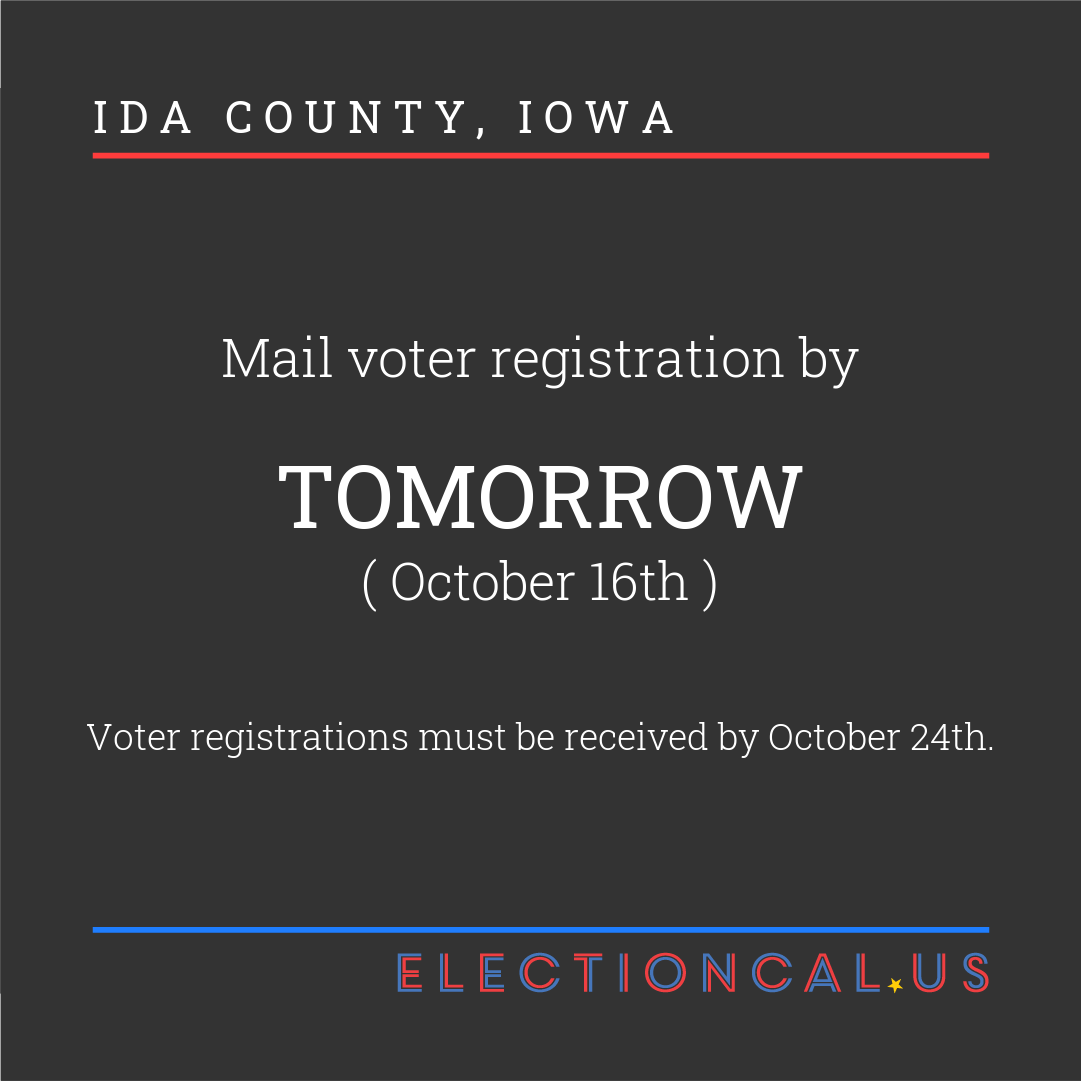 IDA COUNTY, IOWA
Mail voter registration by
TOMORROW
( October 16th )
Voter registrations must be received by October 24th.
ELECTIONCAL.US